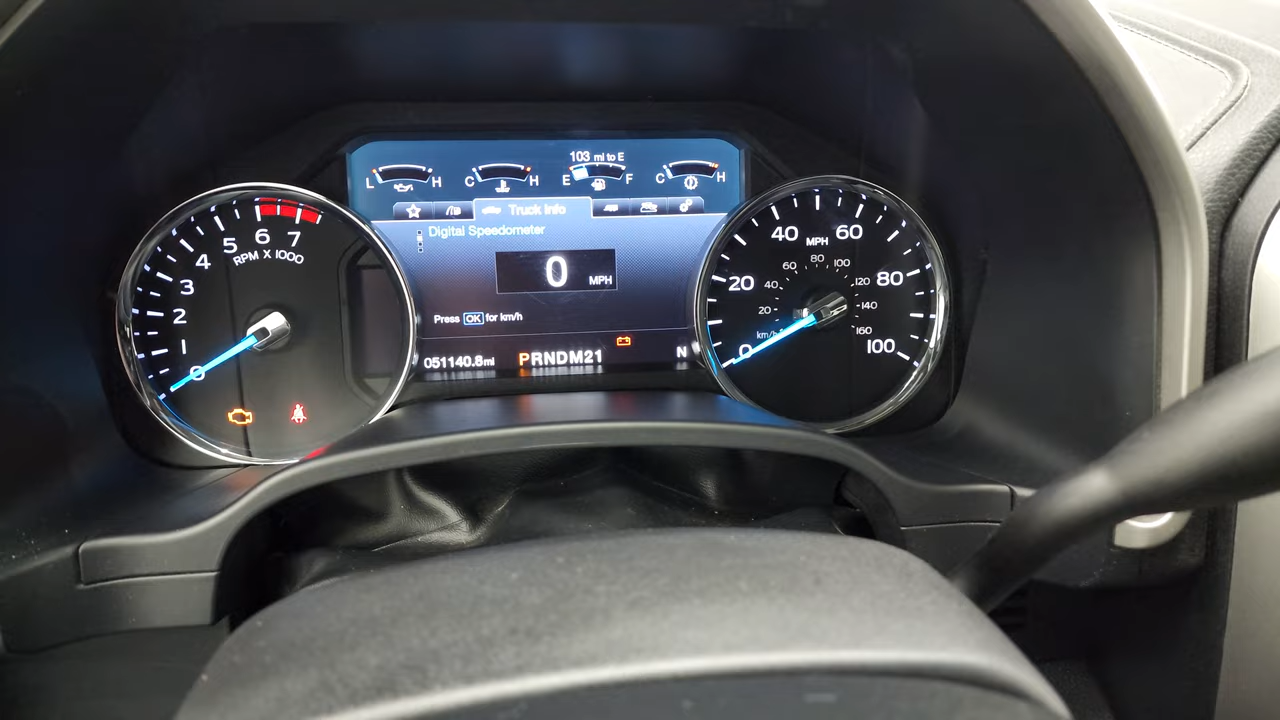 103 mi to E
L H
C H
E F
C H
Truck Info
Digital Speedometer
0 MPH
Press OK for km/h
051140.8mi
PRNDM21
N
0 1 2 3 4 5 6 7
RPM X 1000
0 20 40 60 80 100
MPH
20 40 60 80 100 120 140 160
km/h